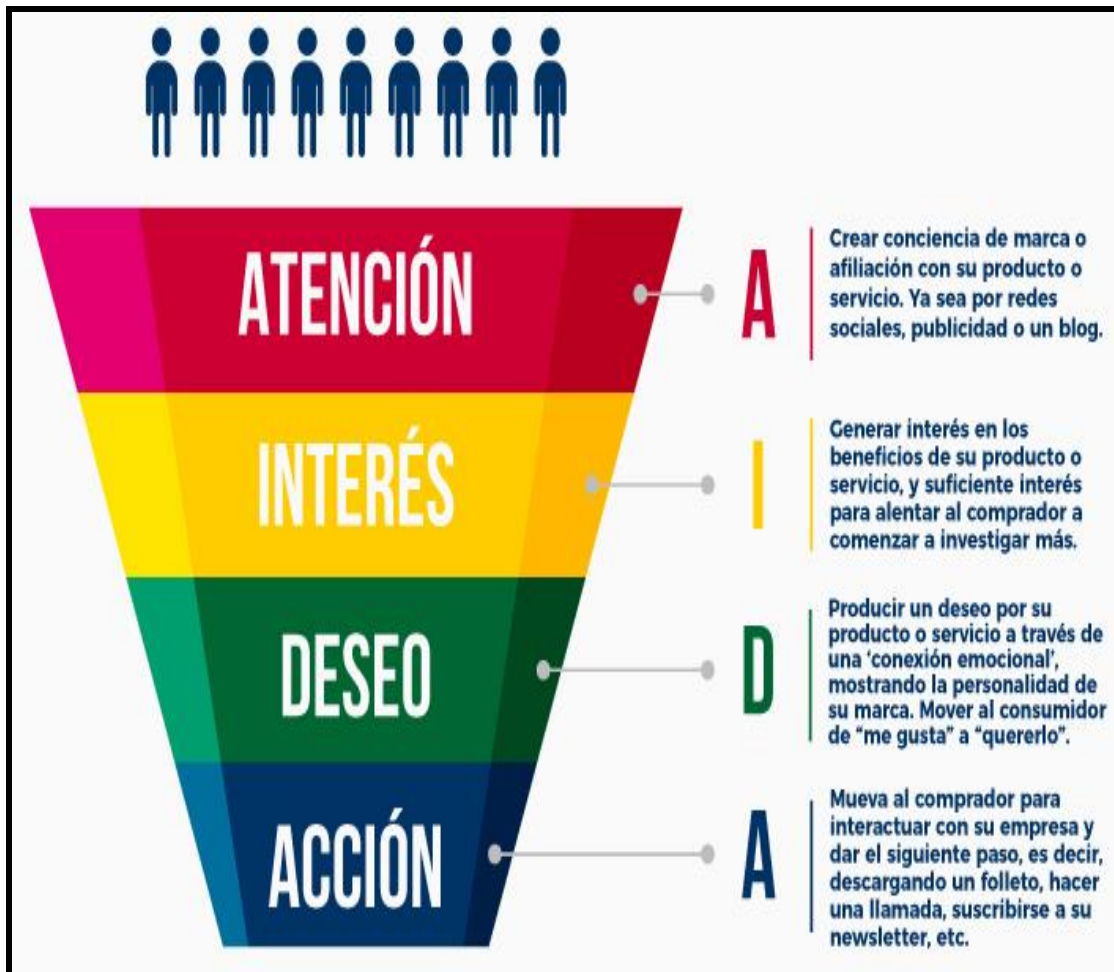 ATENCIÓN
A
Crear conciencia de marca o
afiliación con su producto o
servicio. Ya sea por redes
sociales, publicidad o un blog.
INTERÉS
I
Generar interés en los
beneficios de su producto o
servicio, y suficiente interés
para alentar al comprador a
comenzar a investigar más.
DESEO
D
Producir un deseo por su
producto o servicio a través de
una ‘conexión emocional’,
mostrando la personalidad de
su marca. Mover al consumidor
de “me gusta” a “quererlo”.
ACCIÓN
A
Mueva al comprador para
interactuar con su empresa y
dar el siguiente paso, es decir,
descargando un folleto, hacer
una llamada, suscribirse a su
newsletter, etc.